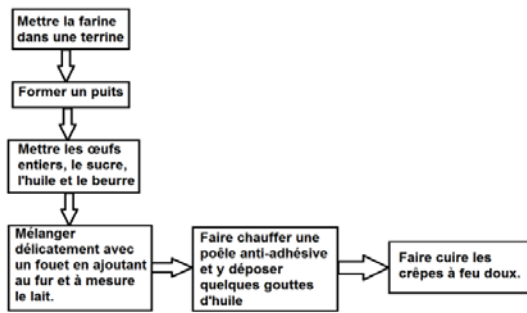 Mettre la farine
dans une terrine
Former un puits
Mettre les œufs
entiers, le sucre,
l'huile et le beurre
Mélanger
délicatement avec
un fouet en ajoutant
au fur et à mesure
le lait.
Faire chauffer une
poêle anti-adhésive
et y déposer
quelques gouttes
d'huile
Faire cuire les
crêpes à feu doux.